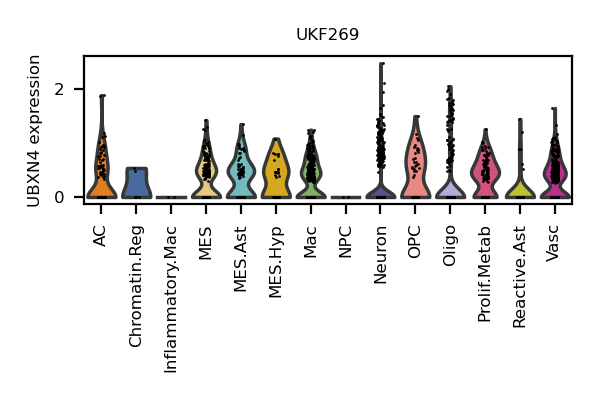 UKF269
UBXN4 expression
2
0
AC
Chromatin.Reg
Inflammatory.Mac
MES
MES.Ast
MES.Hyp
Mac
NPC
Neuron
OPC
Oligo
Prolif.Metab
Reactive.Ast
Vasc